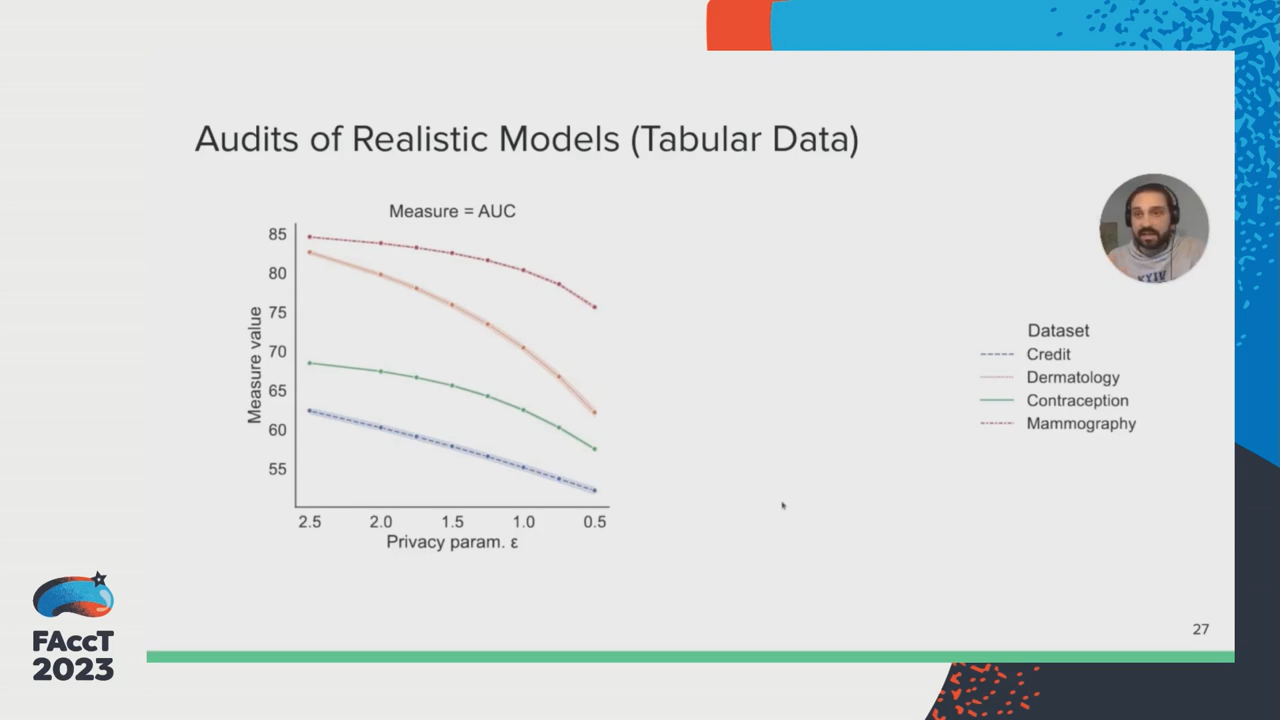 Audits of Realistic Models (Tabular Data)
Measure = AUC
85
80
75
70
65
60
55
Measure value
2.5 2.0 1.5 1.0 0.5
Privacy param. ε
KYIV
Dataset
Credit
Dermatology
Contraception
Mammography
27
FAccT
2023